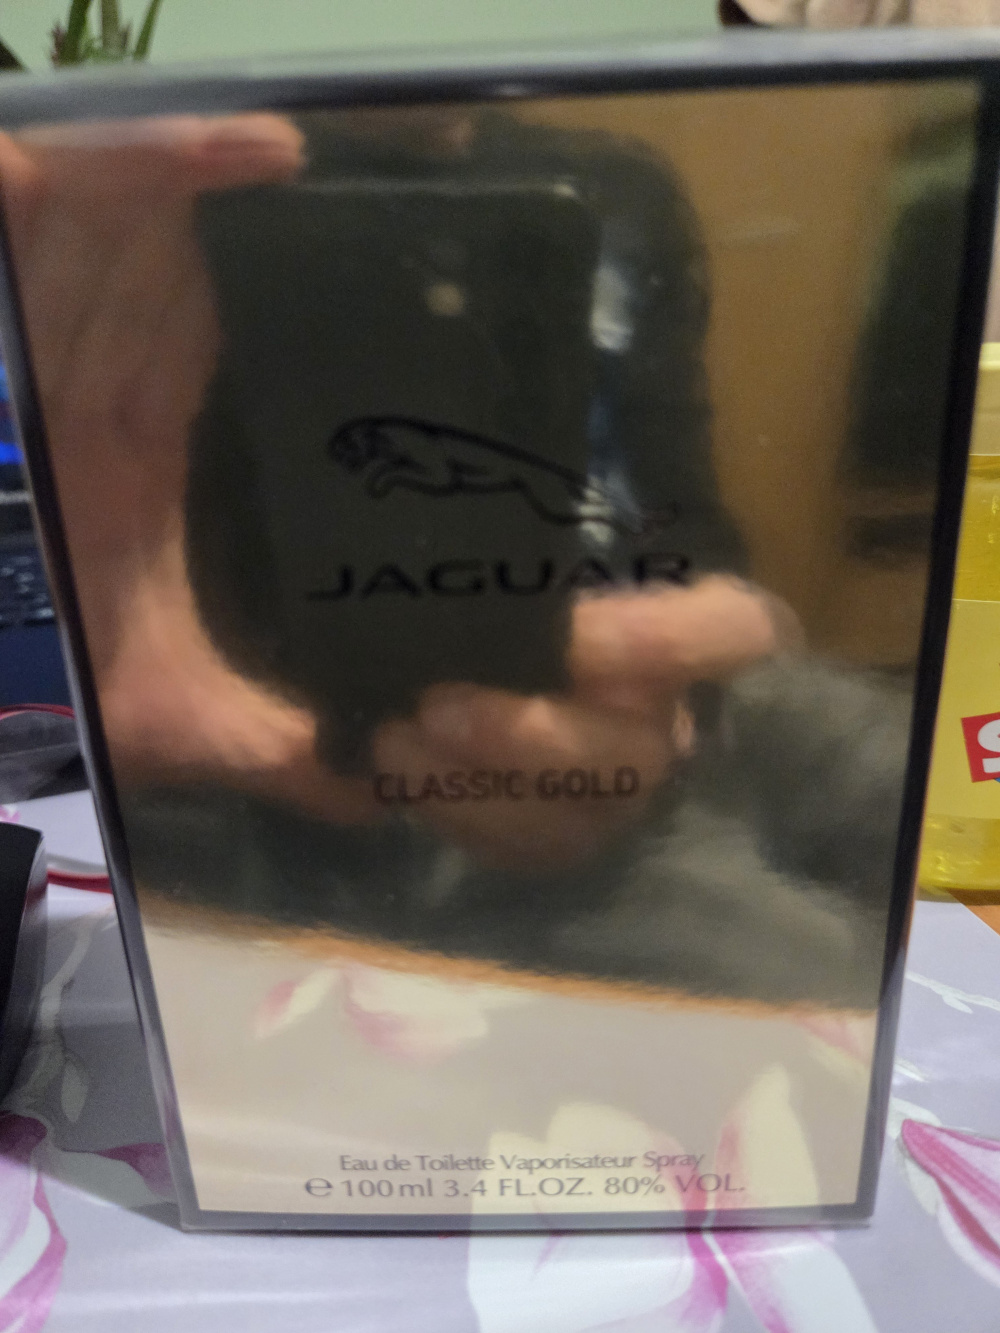 JAGUAR
CLASSIC GOLD
Eau de Toilette Vaporisateur Spray
℮ 100 ml 3.4 FL.OZ. 80% VOL.